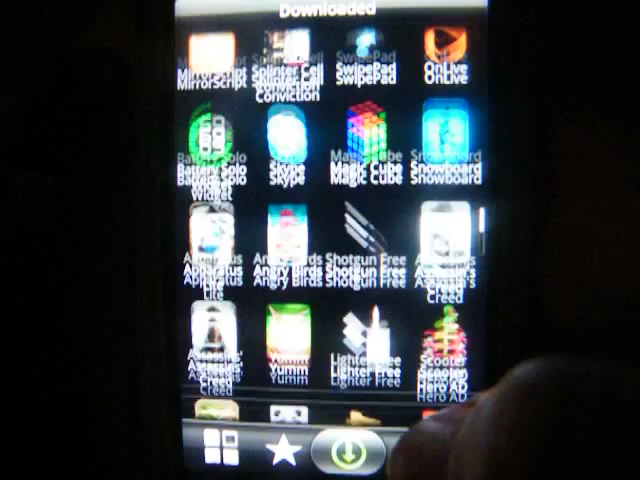 Downloaded
MirrorScript
Splinter Cell
Conviction
SwipePad
OnLive
Battery Solo
Widget
Skype
Magic Cube
Snowboard
Apparatus
Lite
Angry Birds
Shotgun Free
Assassin's
Creed
Assassin's
Creed
Yumm
Lighter Free
Scooter
Hero AD